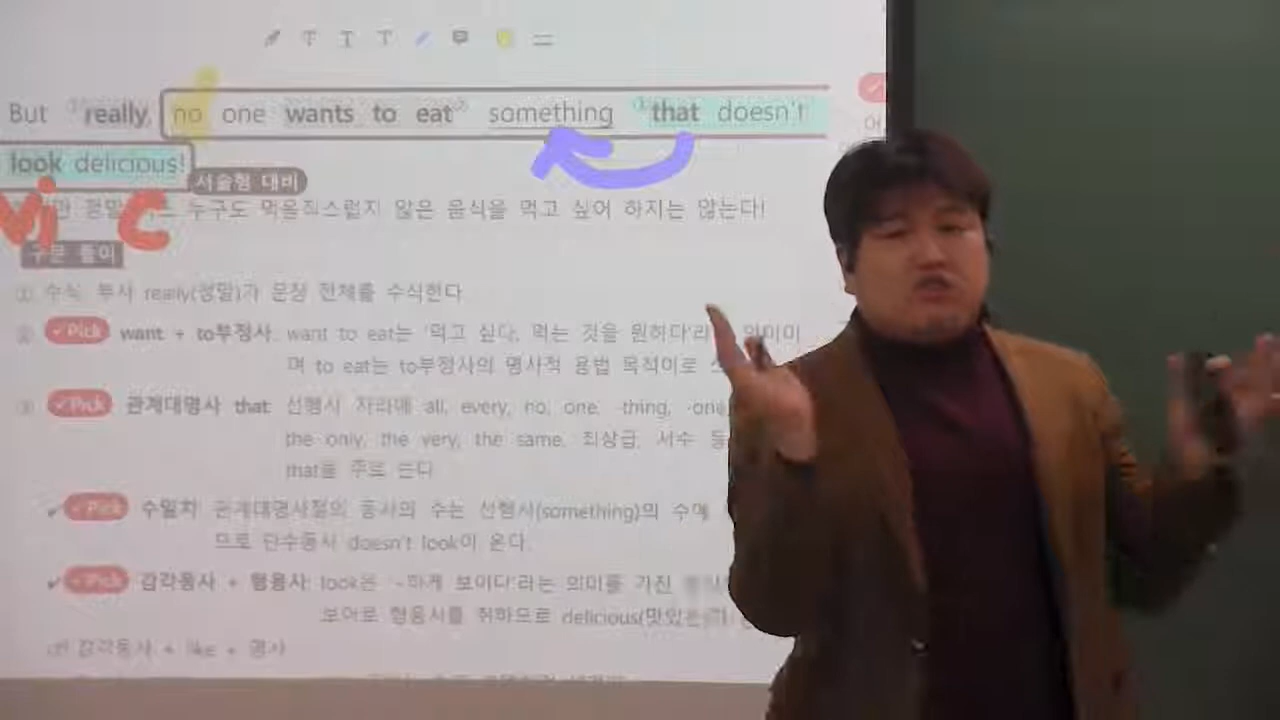 But ①really, no one wants to eat② something ③that doesn't
look delicious!
서술형 대비
Vi C
누구도 먹음직스럽지 않은 음식을 먹고 싶어 하지는 않는다!
구문 풀이
① 수식 부사 really(정말)가 문장 전체를 수식한다.
② ✓Pick want + to부정사 want to eat는 '먹고 싶다, 먹는 것을 원하다'라
며 to eat는 to부정사의 명사적 용법 목적어로
③ ✓Pick 관계대명사 that 선행사 자리에 all, every, no, one, -thing, -one,
the only, the very, the same, 최상급, 서수
that을 주로 쓴다.
✓Pick 수일치 관계대명사절의 동사의 수는 선행사(something)의 수에
므로 단수동사 doesn't look이 온다.
✓Pick 감각동사 + 형용사 look은 '~하게 보이다'라는 의미를 가진
보어로 형용사를 취하므로 delicious(맛있는)가
감각동사 + like + 명사